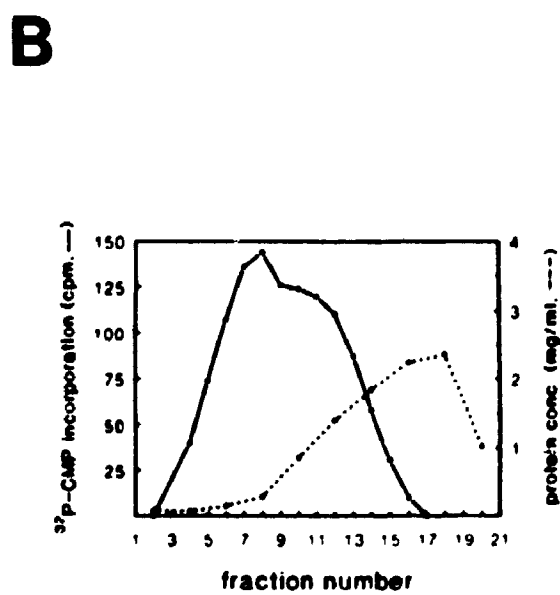 B
³²P-CMP incorporation (cpm. —)
150
125
100
75
50
25
4
3
2
1
protein conc (mg/ml. ---)
1 3 5 7 9 11 13 15 17 19 21
fraction number